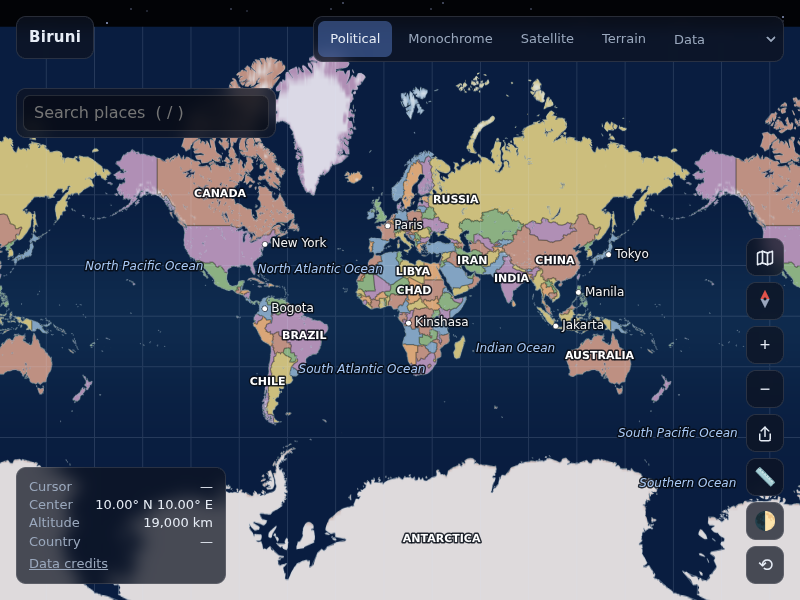 Biruni
Political
Monochrome
Satellite
Terrain
Data
Search places ( / )
CANADA
RUSSIA
Paris
New York
Tokyo
North Pacific Ocean
North Atlantic Ocean
LIBYA
IRAN
CHINA
INDIA
CHAD
Manila
Bogota
Kinshasa
Jakarta
BRAZIL
Indian Ocean
AUSTRALIA
South Atlantic Ocean
CHILE
South Pacific Ocean
Southern Ocean
ANTARCTICA
+
−
Cursor —
Center 10.00° N 10.00° E
Altitude 19,000 km
Country —
Data credits